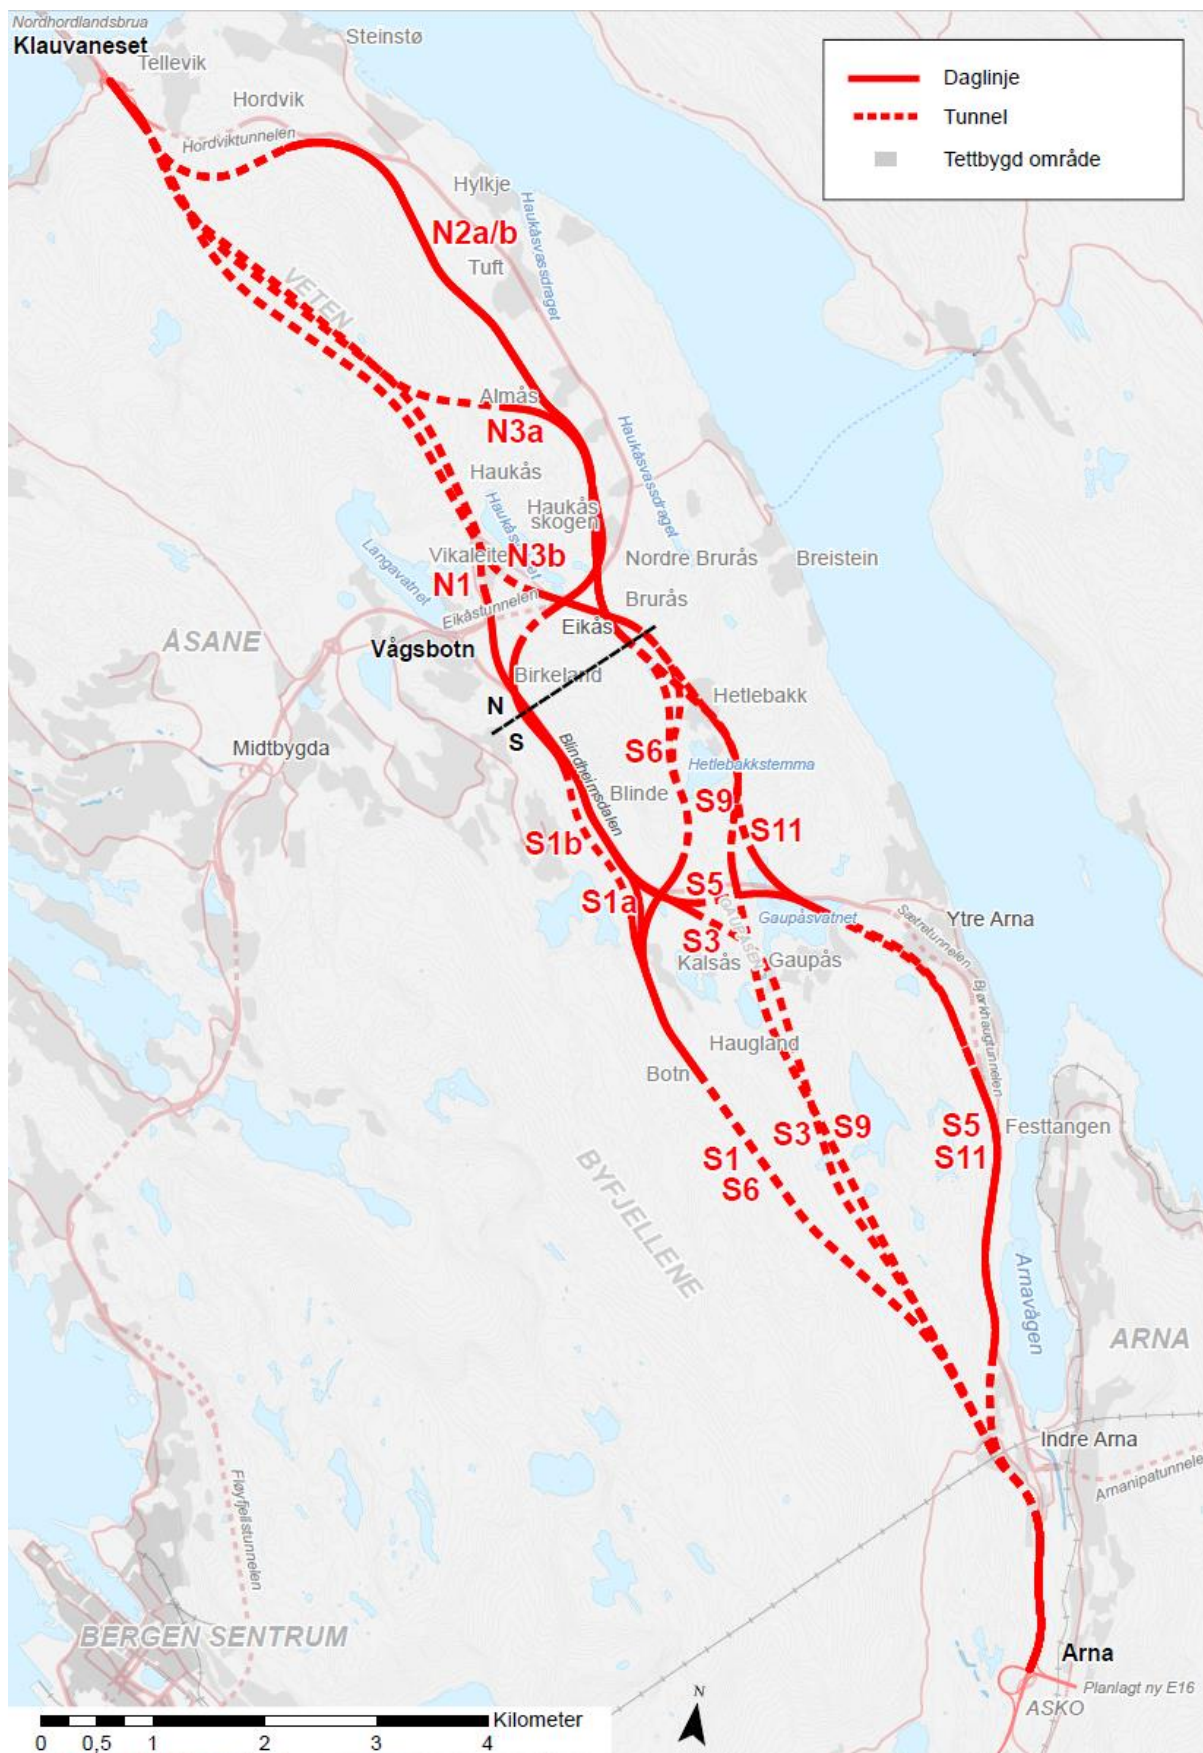 Nordhordlandsbrua
Klauvaneset
Tellevik
Steinstø
Hordvik
Hordviktunnelen
Daglinje
Tunnel
Tettbygd område
Hylkje
Haukåsvassdraget
N2a/b
Tuft
VETEN
Almås
N3a
Haukås
Haukåsvassdraget
Haukås
skogen
Haukåsvatnet
Langavatnet
Vikaleitet
N3b
Nordre Brurås
Breistein
N1
Eikåstunnelen
Brurås
Eikås
ÅSANE
Vågsbotn
Birkeland
Hetlebakk
N
S
Midtbygda
Blindheimsdalen
S6
Hetlebakkstemma
Blinde
S9
S1b
S11
S1a
S5
GAUPÅSEN
Gaupåsvatnet
Sætretunnelen
Ytre Arna
S3
Kalsås
Gaupås
Bjørkhaugtunnelen
Haugland
Botn
S3
S9
S5
S11
Festtangen
S1
S6
BYFJELLENE
Arnavågen
ARNA
Indre Arna
Arnanipatunnelen
Fløyfjellstunnelen
BERGEN SENTRUM
Arna
Planlagt ny E16
ASKO
N
Kilometer
0 0,5 1 2 3 4